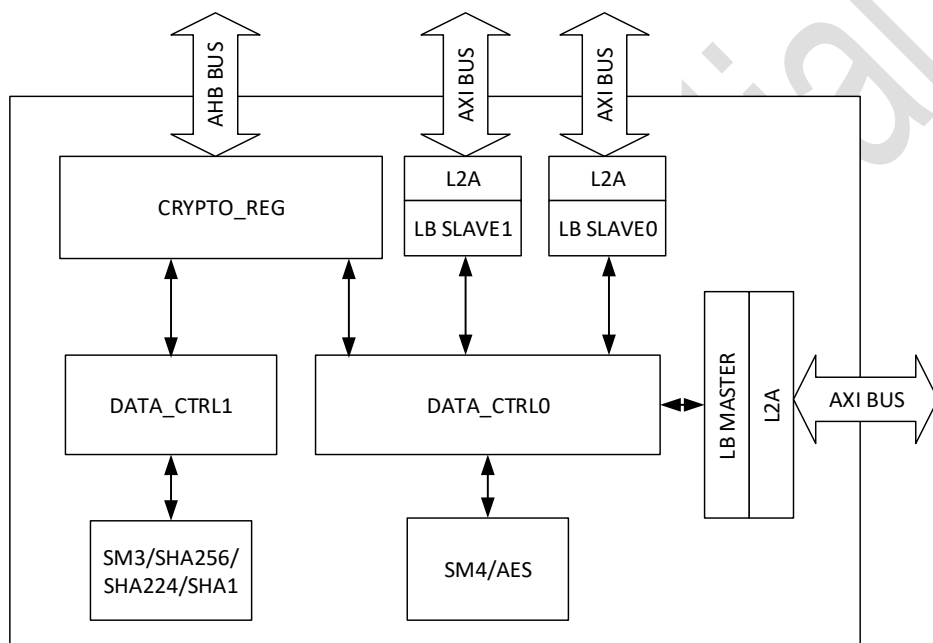 AHB BUS
AXI BUS
AXI BUS
L2A
L2A
CRYPTO_REG
LB SLAVE1
LB SLAVE0
LB MASTER
L2A
AXI BUS
DATA_CTRL1
DATA_CTRL0
SM3/SHA256/
SHA224/SHA1
SM4/AES